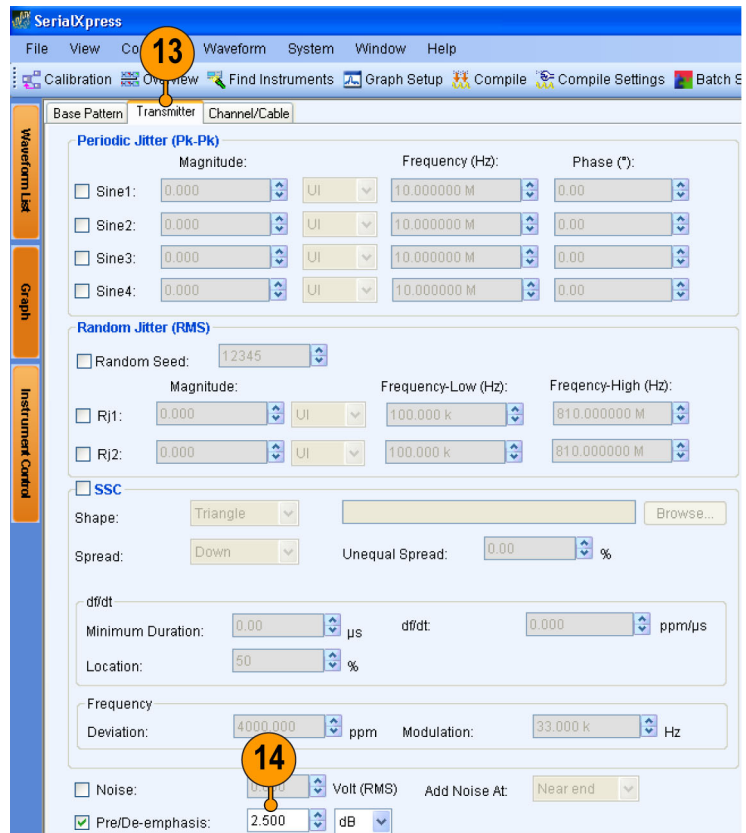 SerialXpress
File View Co 13 Waveform System Window Help
Calibration Overview Find Instruments Graph Setup Compile Compile Settings Batch S
Base Pattern Transmitter Channel/Cable
Waveform List
Graph
Instrument Control
Periodic Jitter (Pk-Pk)
Magnitude: Frequency (Hz): Phase (°):
Sine1: 0.000 UI 10.000000 M 0.00
Sine2: 0.000 UI 10.000000 M 0.00
Sine3: 0.000 UI 10.000000 M 0.00
Sine4: 0.000 UI 10.000000 M 0.00
Random Jitter (RMS)
Random Seed: 12345
Magnitude: Frequency-Low (Hz): Freqency-High (Hz):
Rj1: 0.000 UI 100.000 k 810.000000 M
Rj2: 0.000 UI 100.000 k 810.000000 M
SSC
Shape: Triangle Browse...
Spread: Down Unequal Spread: 0.00 %
df/dt
Minimum Duration: 0.00 µs df/dt: 0.000 ppm/µs
Location: 50 %
Frequency
Deviation: 4000.000 ppm Modulation: 33.000 k Hz
14
Noise: Volt (RMS) Add Noise At: Near end
Pre/De-emphasis: 2.500 dB